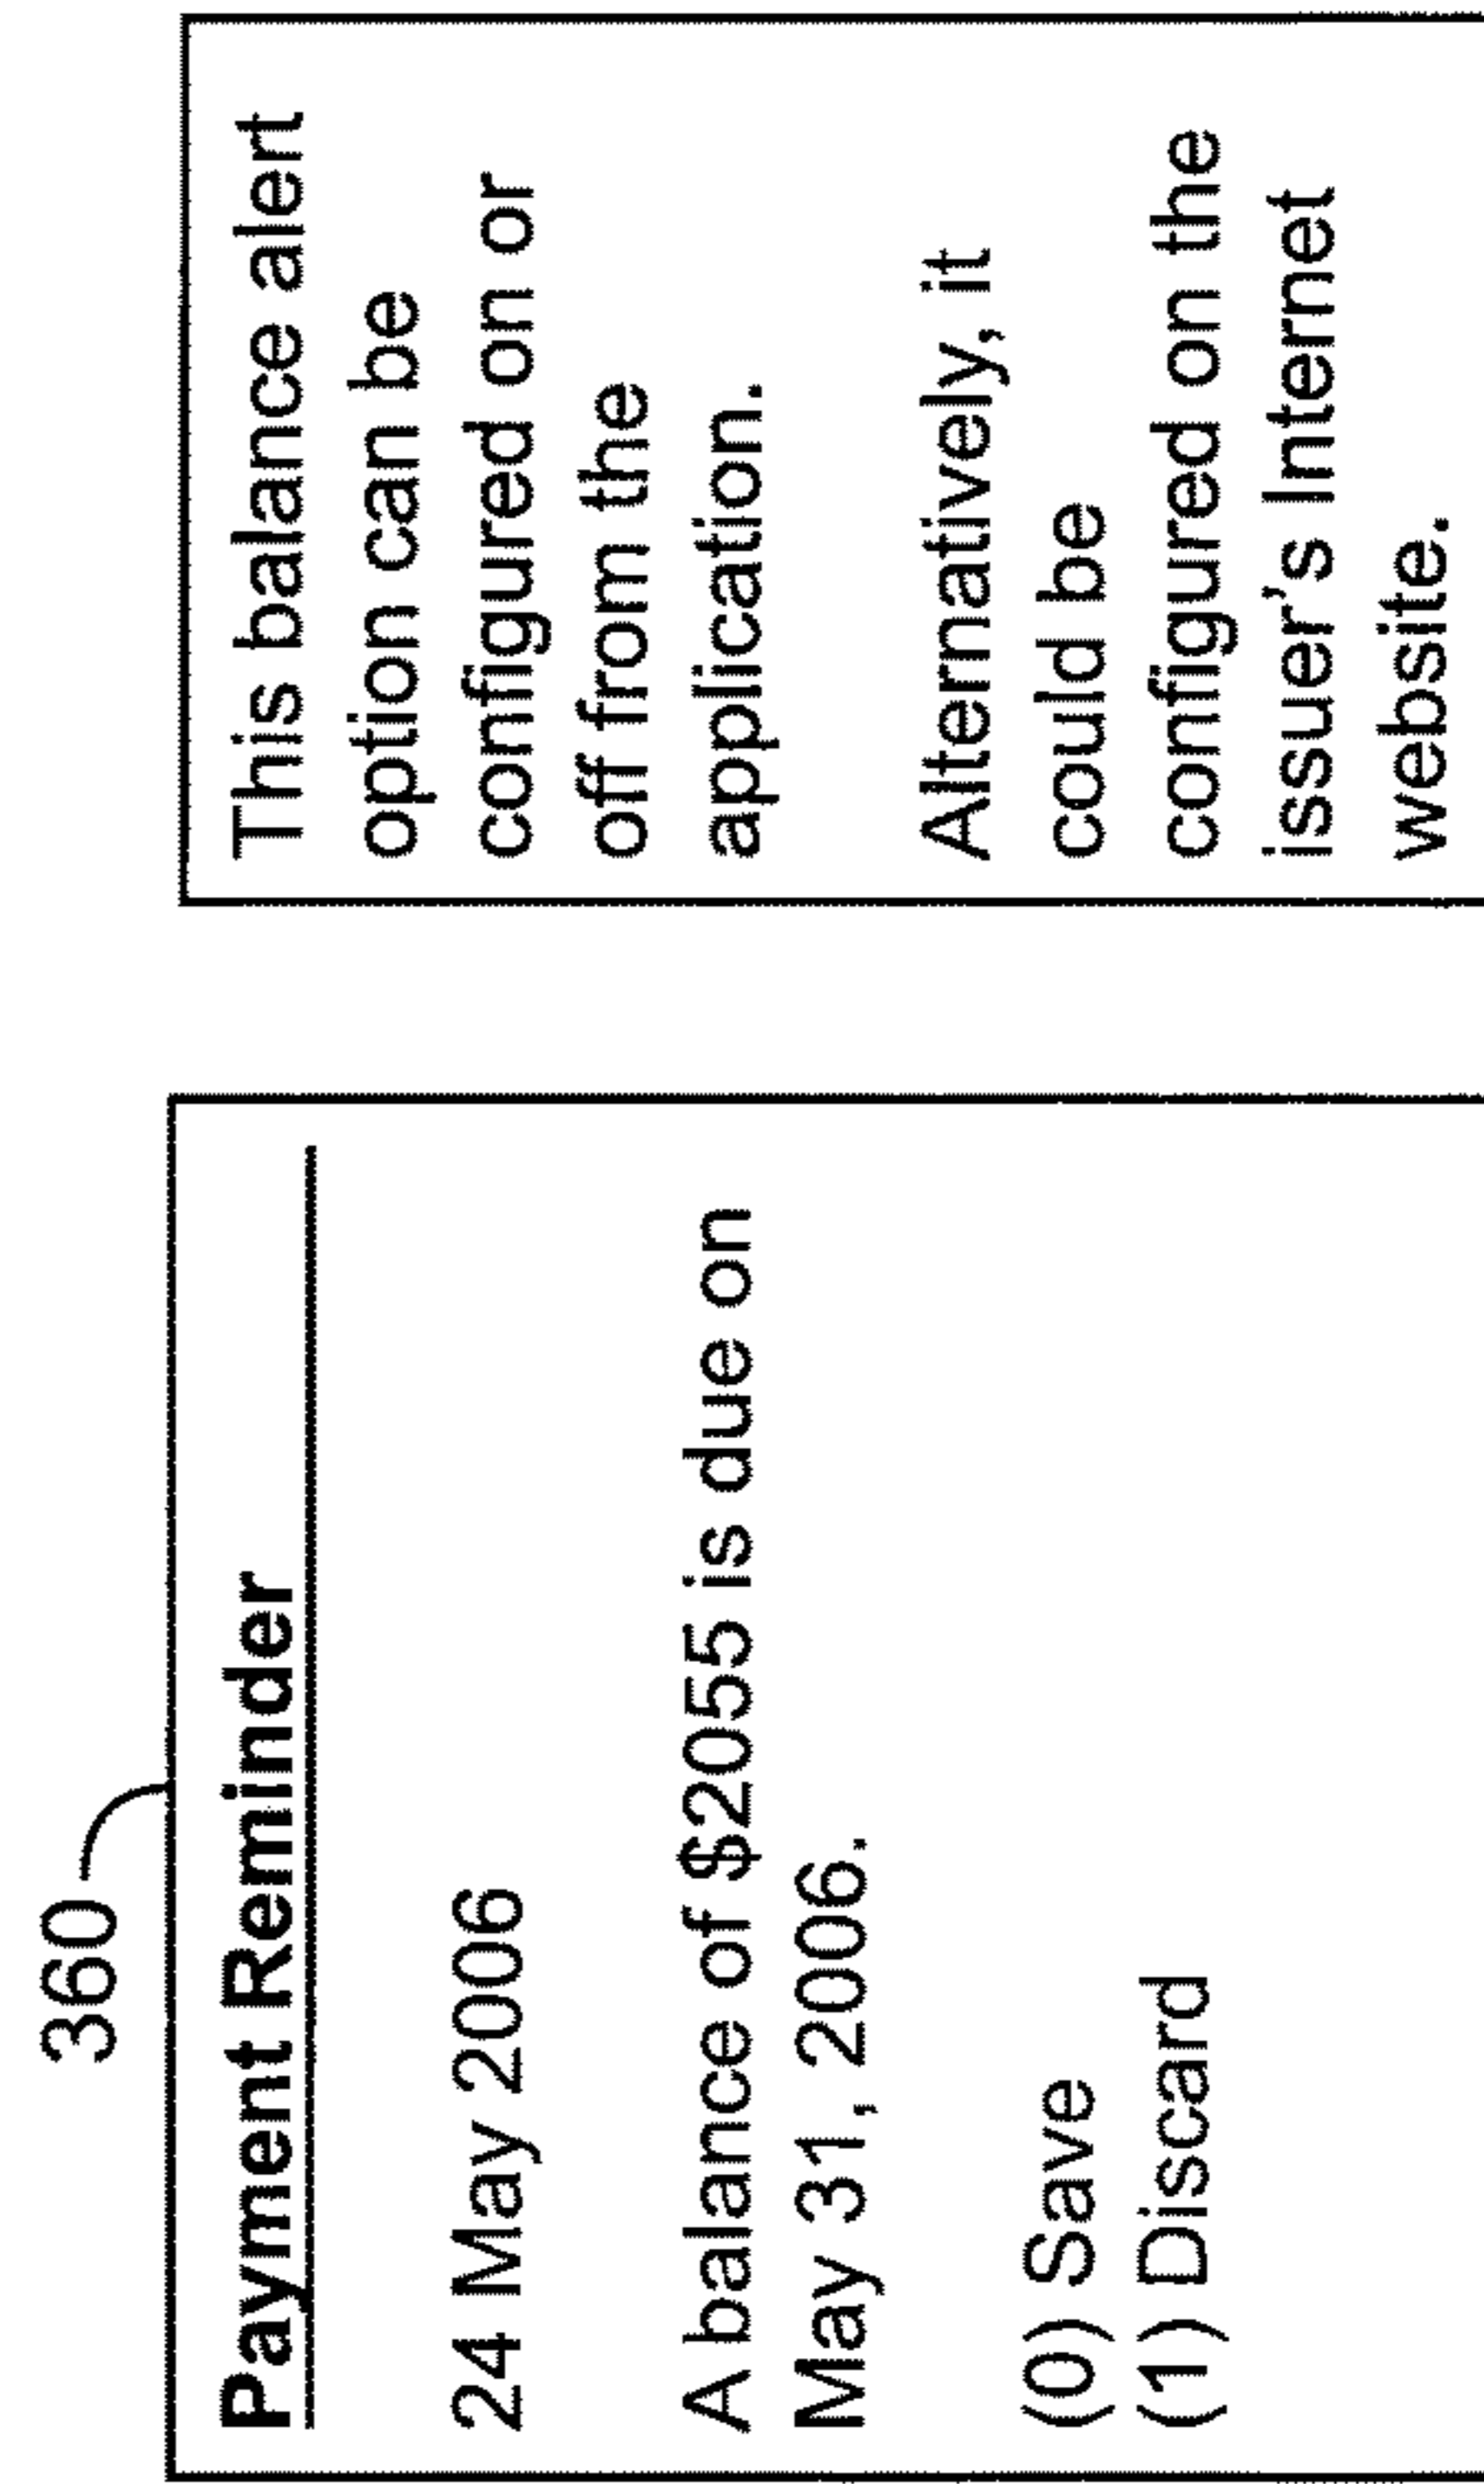 360
Payment Reminder
24 May 2006
A balance of $2055 is due on
May 31, 2006.
(0) Save
(1) Discard
This balance alert
option can be
configured on or
off from the
application.
Alternatively, it
could be
configured on the
issuer's Internet
website.